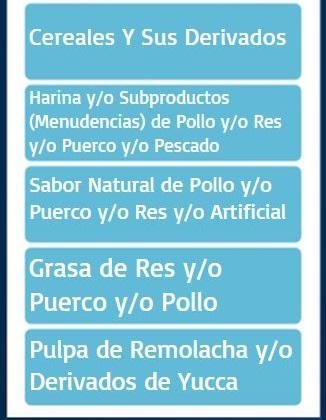 Cereales Y Sus Derivados
Harina y/o Subproductos
(Menudencias) de Pollo y/o Res
y/o Puerco y/o Pescado
Sabor Natural de Pollo y/o
Puerco y/o Res y/o Artificial
Grasa de Res y/o
Puerco y/o Pollo
Pulpa de Remolacha y/o
Derivados de Yucca